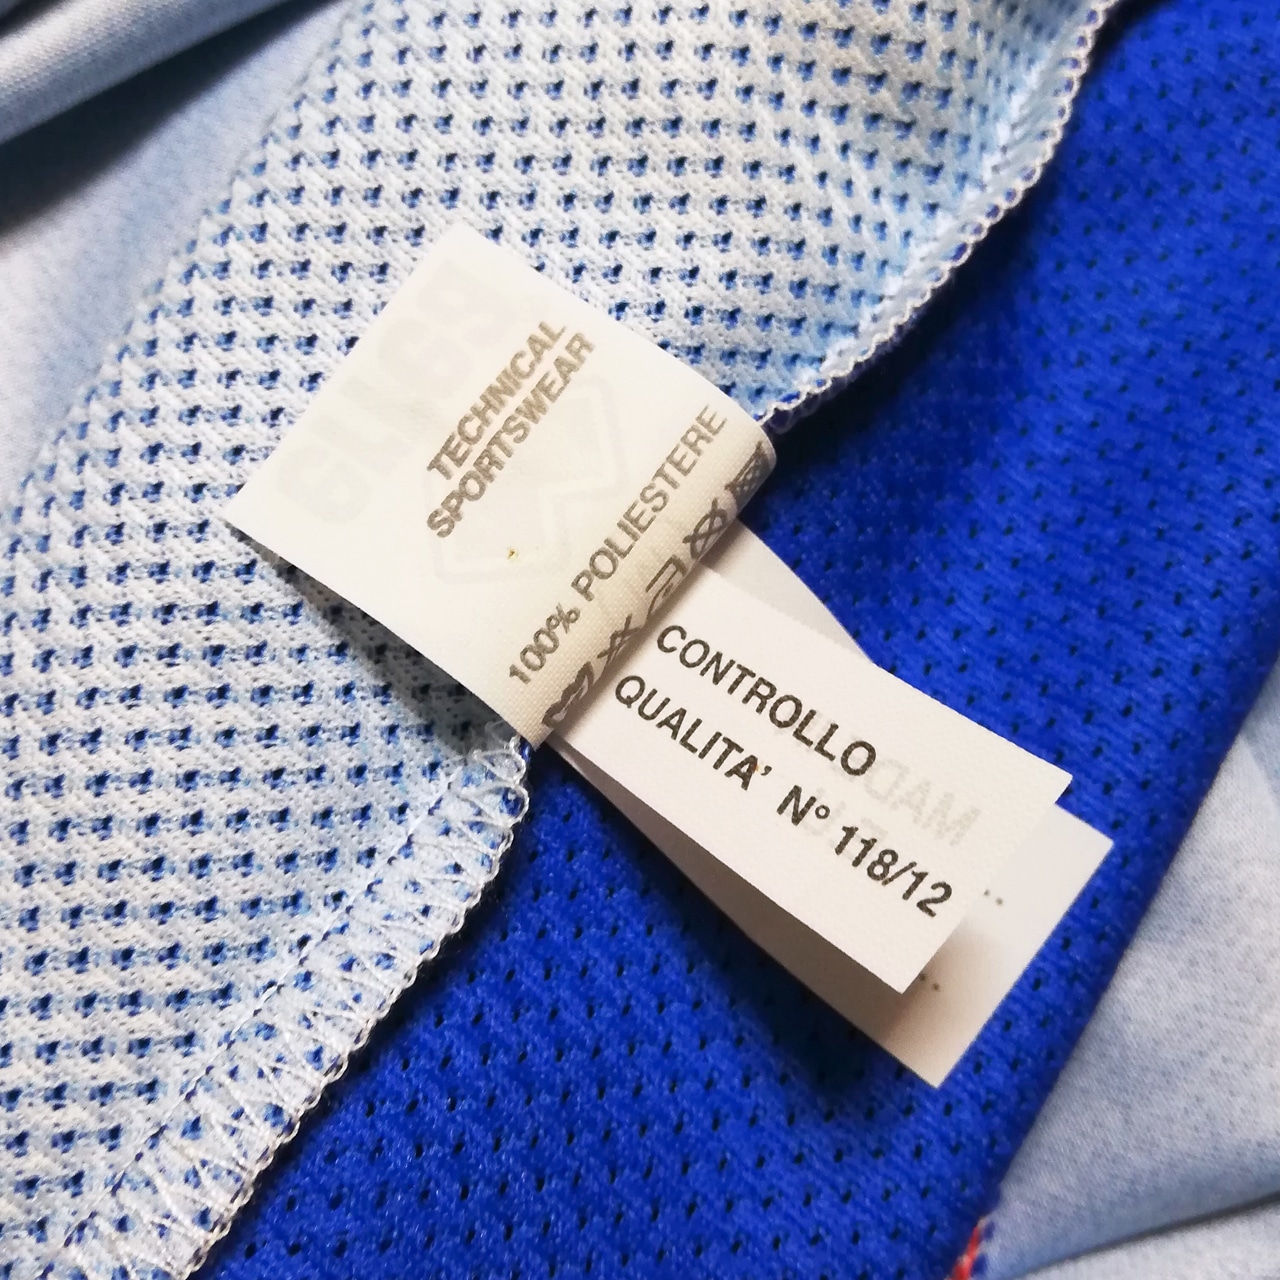 TECHNICAL
SPORTSWEAR
100% POLIESTERE
CONTROLLO
QUALITA' N° 118/12